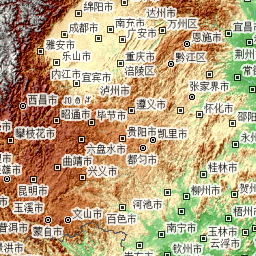 绵阳市
达州市
成都市
南充市
万州区
宜昌市
广安市
恩施市
雅安市
荆州
乐山市
重庆市
黔江区
涪陵区
内江市
宜宾市
张家界市
泸州市
西昌市
遵义市
怀化市
昭通市
毕节市
邵阳
攀枝花市
贵阳市
凯里市
永州
六盘水市
都匀市
曲靖市
桂林市
兴义市
昆明市
柳州市
贺州
玉溪市
河池市
文山市
百色市
普洱市
蒙自市
南宁市
玉林市
云浮市
景洪市
钦州市